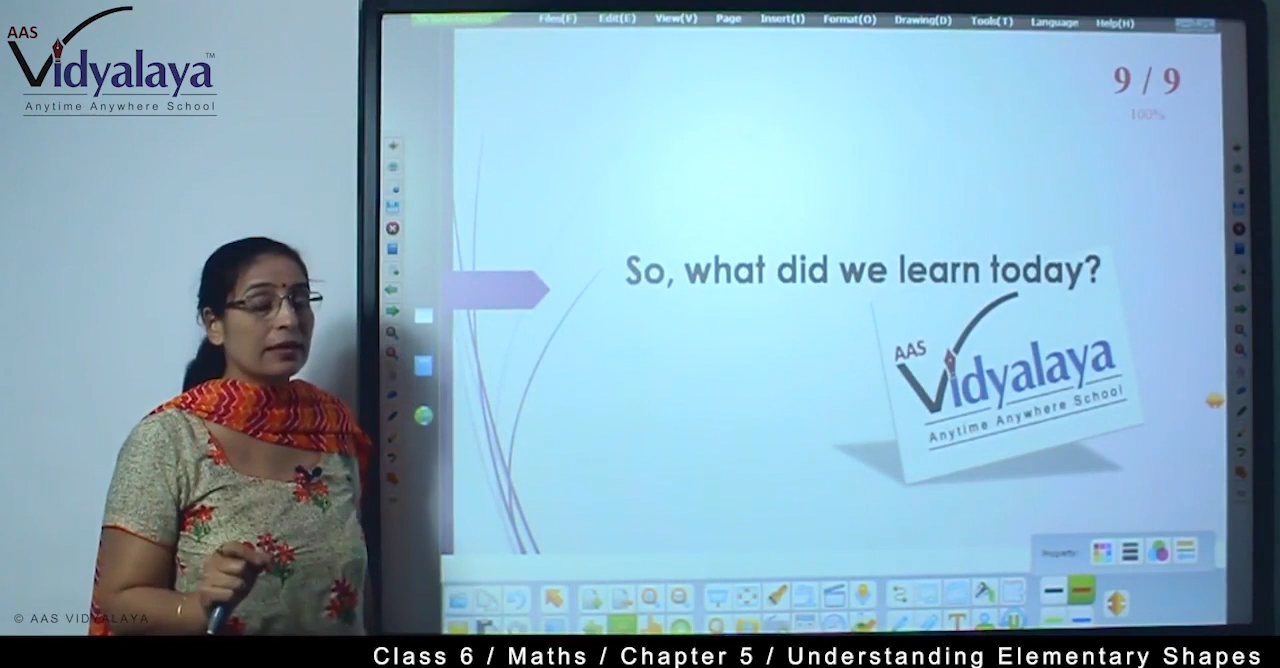 AAS
Vidyalaya™
Anytime Anywhere School
Files(F) Edit(E) View(V) Page Insert(I) Format(O) Drawing(D) Tools(T) Language Help(H)
9 / 9
100%
So, what did we learn today?
AAS
Vidyalaya
Anytime Anywhere School
Property:
© AAS VIDYALAYA
Class 6 / Maths / Chapter 5 / Understanding Elementary Shapes